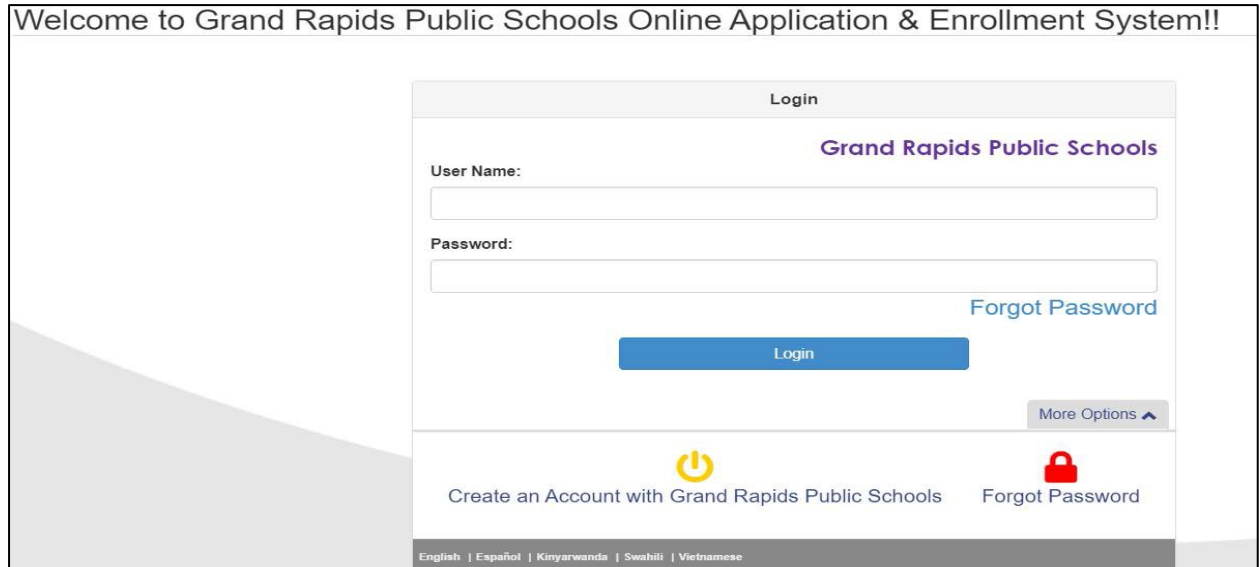 Welcome to Grand Rapids Public Schools Online Application & Enrollment System!!
Login
Grand Rapids Public Schools
User Name:
Password:
Forgot Password
Login
More Options
Create an Account with Grand Rapids Public Schools
Forgot Password
English | Español | Kinyarwanda | Swahili | Vietnamese